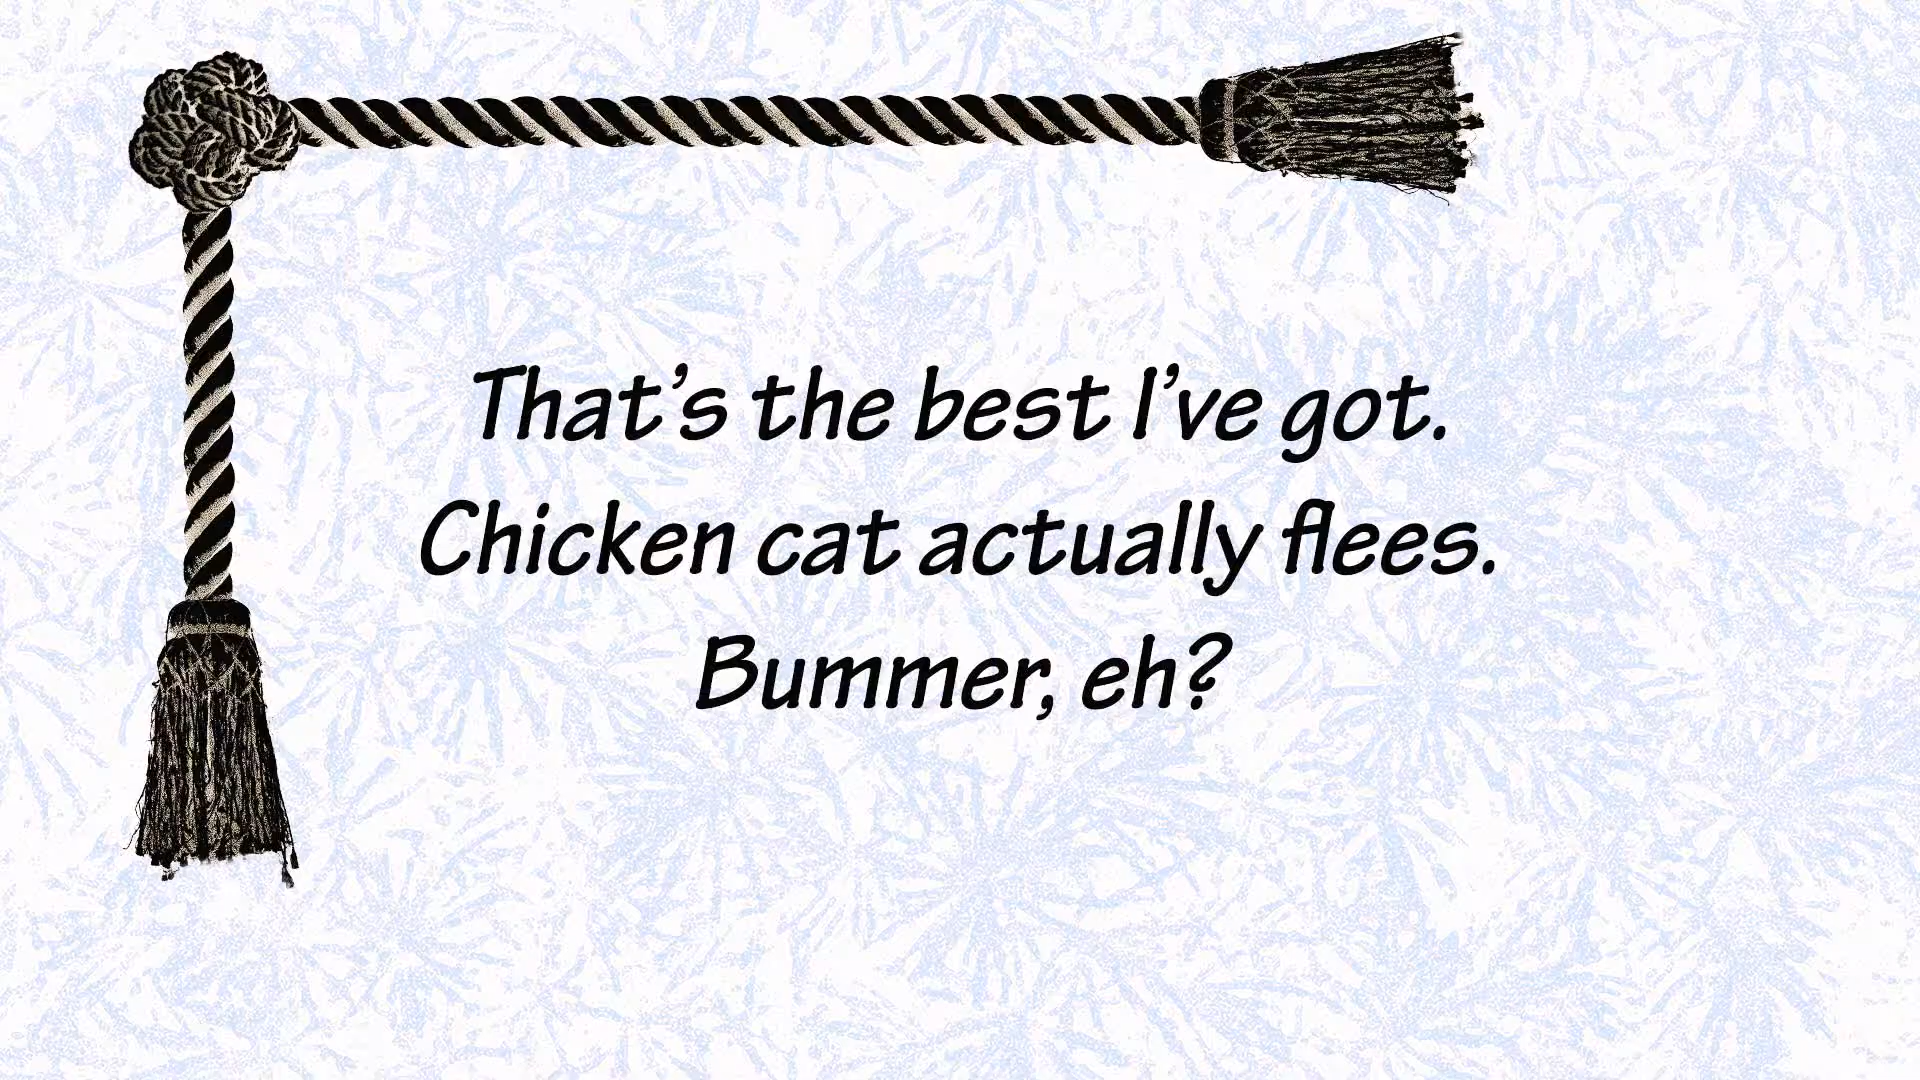 That’s the best I’ve got.
Chicken cat actually flees.
Bummer, eh?